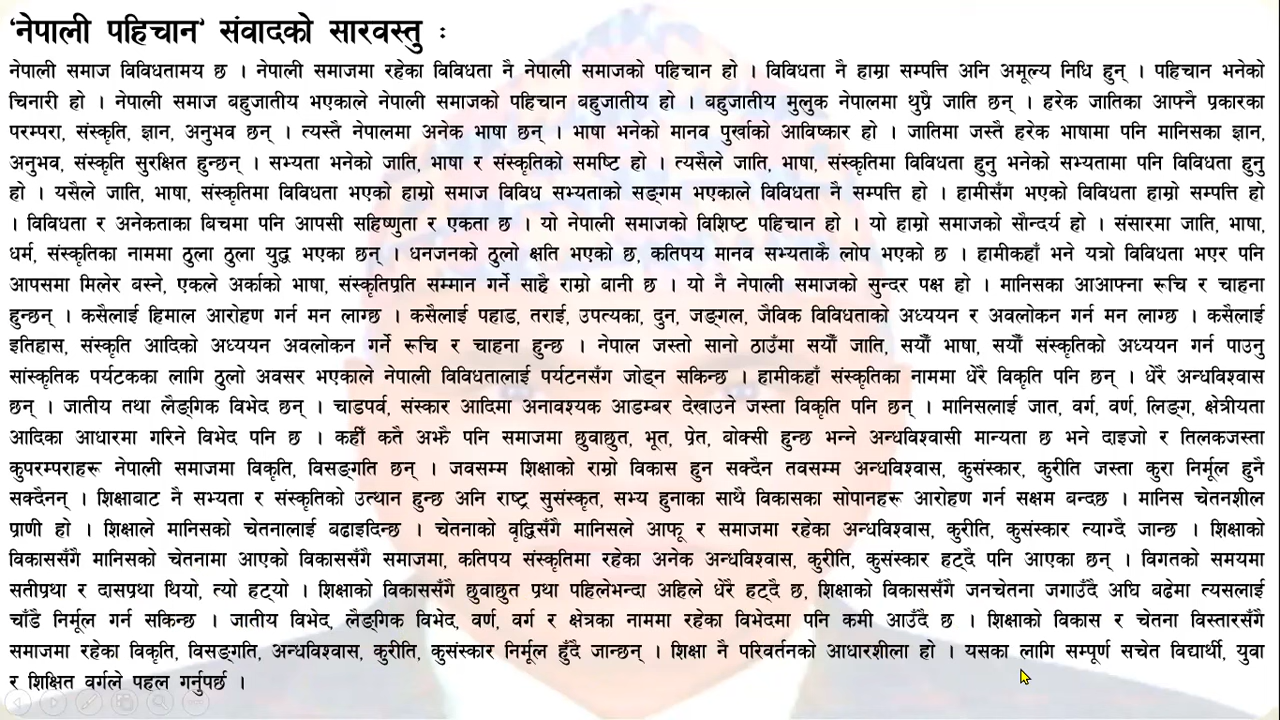 ‘नेपाली पहिचान’ संवादको सारवस्तु :
नेपाली समाज विविधतामय छ । नेपाली समाजमा रहेका विविधता नै नेपाली समाजको पहिचान हो । विविधता नै हाम्रा सम्पत्ति अनि अमूल्य निधि हुन् । पहिचान भनेको
चिनारी हो । नेपाली समाज बहुजातीय भएकाले नेपाली समाजको पहिचान बहुजातीय हो । बहुजातीय मुलुक नेपालमा थुप्रै जाति छन् । हरेक जातिका आफ्नै प्रकारका
परम्परा, संस्कृति, ज्ञान, अनुभव छन् । त्यस्तै नेपालमा अनेक भाषा छन् । भाषा भनेको मानव पुर्खाको आविष्कार हो । जातिमा जस्तै हरेक भाषामा पनि मानिसका ज्ञान,
अनुभव, संस्कृति सुरक्षित हुन्छन् । सभ्यता भनेको जाति, भाषा र संस्कृतिको समष्टि हो । त्यसैले जाति, भाषा, संस्कृतिमा विविधता हुनु भनेको सभ्यतामा पनि विविधता हुनु
हो । यसैले जाति, भाषा, संस्कृतिमा विविधता भएको हाम्रो समाज विविध सभ्यताको सङ्गम भएकाले विविधता नै सम्पत्ति हो । हामीसँग भएको विविधता हाम्रो सम्पत्ति हो
। विविधता र अनेकताका बिचमा पनि आपसी सहिष्णुता र एकता छ । यो नेपाली समाजको विशिष्ट पहिचान हो । यो हाम्रो समाजको सौन्दर्य हो । संसारमा जाति, भाषा,
धर्म, संस्कृतिका नाममा ठुला ठुला युद्ध भएका छन् । धनजनको ठुलो क्षति भएको छ, कतिपय मानव सभ्यताकै लोप भएको छ । हामीकहाँ भने यत्रो विविधता भएर पनि
आपसमा मिलेर बस्ने, एकले अर्काको भाषा, संस्कृतिप्रति सम्मान गर्ने साहै राम्रो बानी छ । यो नै नेपाली समाजको सुन्दर पक्ष हो । मानिसका आआफ्ना रूचि र चाहना
हुन्छन् । कसैलाई हिमाल आरोहण गर्न मन लाग्छ । कसैलाई पहाड, तराई, उपत्यका, दुन, जङ्गल, जैविक विविधताको अध्ययन र अवलोकन गर्न मन लाग्छ । कसैलाई
इतिहास, संस्कृति आदिको अध्ययन अवलोकन गर्ने रूचि र चाहना हुन्छ । नेपाल जस्तो सानो ठाउँमा सयौँ जाति, सयौँ भाषा, सयौँ संस्कृतिको अध्ययन गर्न पाउनु
सांस्कृतिक पर्यटकका लागि ठुलो अवसर भएकाले नेपाली विविधतालाई पर्यटनसँग जोड्न सकिन्छ । हामीकहाँ संस्कृतिका नाममा धेरै विकृति पनि छन् । धेरै अन्धविश्वास
छन् । जातीय तथा लैङ्गिक विभेद छन् । चाडपर्व, संस्कार आदिमा अनावश्यक आडम्बर देखाउने जस्ता विकृति पनि छन् । मानिसलाई जात, वर्ग, वर्ण, लिङ्ग, क्षेत्रीयता
आदिका आधारमा गरिने विभेद पनि छ । कहीँ कतै अझै पनि समाजमा छुवाछुत, भूत, प्रेत, बोक्सी हुन्छ भन्ने अन्धविश्वासी मान्यता छ भने दाइजो र तिलकजस्ता
कुपरम्पराहरू नेपाली समाजमा विकृति, विसङ्गति छन् । जवसम्म शिक्षाको राम्रो विकास हुन सक्दैन तवसम्म अन्धविश्वास, कुसंस्कार, कुरीति जस्ता कुरा निर्मूल हुनै
सक्दैनन् । शिक्षाबाट नै सभ्यता र संस्कृतिको उत्थान हुन्छ अनि राष्ट्र सुसंस्कृत, सभ्य हुनाका साथै विकासका सोपानहरू आरोहण गर्न सक्षम बन्दछ । मानिस चेतनशील
प्राणी हो । शिक्षाले मानिसको चेतनालाई बढाइदिन्छ । चेतनाको वृद्धिसँगै मानिसले आफू र समाजमा रहेका अन्धविश्वास, कुरीति, कुसंस्कार त्याग्दै जान्छ । शिक्षाको
विकाससँगै मानिसको चेतनामा आएको विकाससँगै समाजमा, कतिपय संस्कृतिमा रहेका अनेक अन्धविश्वास, कुरीति, कुसंस्कार हट्दै पनि आएका छन् । विगतको समयमा
सतीप्रथा र दासप्रथा थियो, त्यो हट्यो । शिक्षाको विकाससँगै छुवाछुत प्रथा पहिलेभन्दा अहिले धेरै हट्दै छ, शिक्षाको विकाससँगै जनचेतना जगाउँदै अघि बढेमा त्यसलाई
चाँडै निर्मूल गर्न सकिन्छ । जातीय विभेद, लैङ्गिक विभेद, वर्ण, वर्ग र क्षेत्रका नाममा रहेका विभेदमा पनि कमी आउँदै छ । शिक्षाको विकास र चेतना विस्तारसँगै
समाजमा रहेका विकृति, विसङ्गति, अन्धविश्वास, कुरीति, कुसंस्कार निर्मूल हुँदै जान्छन् । शिक्षा नै परिवर्तनको आधारशीला हो । यसका लागि सम्पूर्ण सचेत विद्यार्थी, युवा
र शिक्षित वर्गले पहल गर्नुपर्छ ।